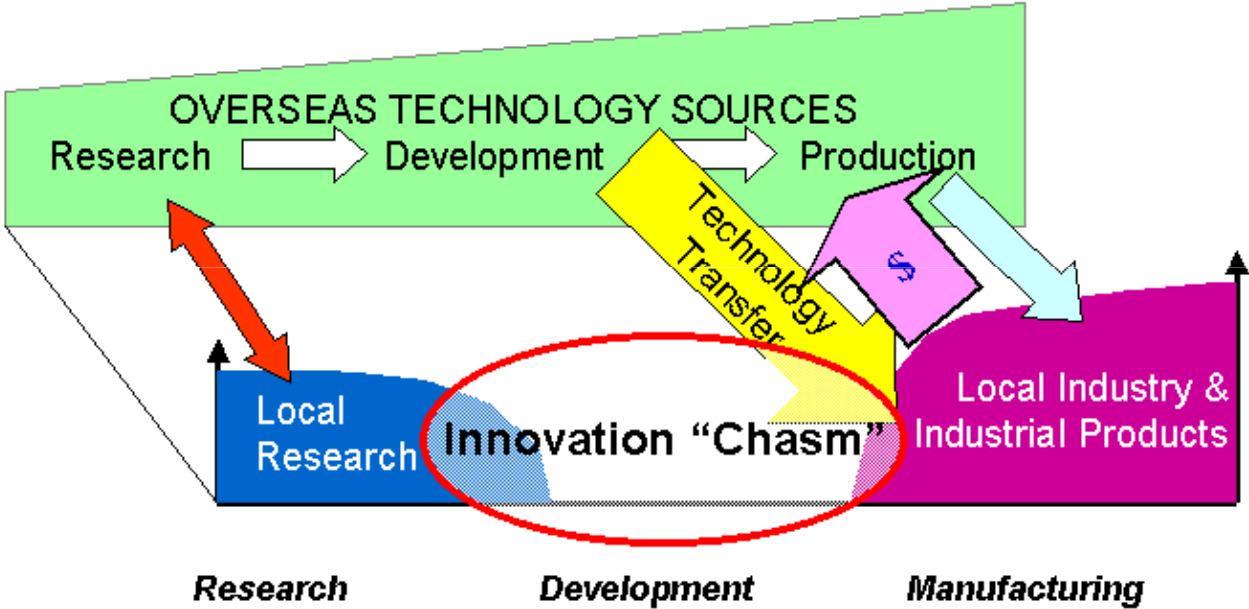 OVERSEAS TECHNOLOGY SOURCES
Research Development Production
Technology
Transfer
$
Local
Research
Innovation “Chasm”
Local Industry &
Industrial Products
Research Development Manufacturing